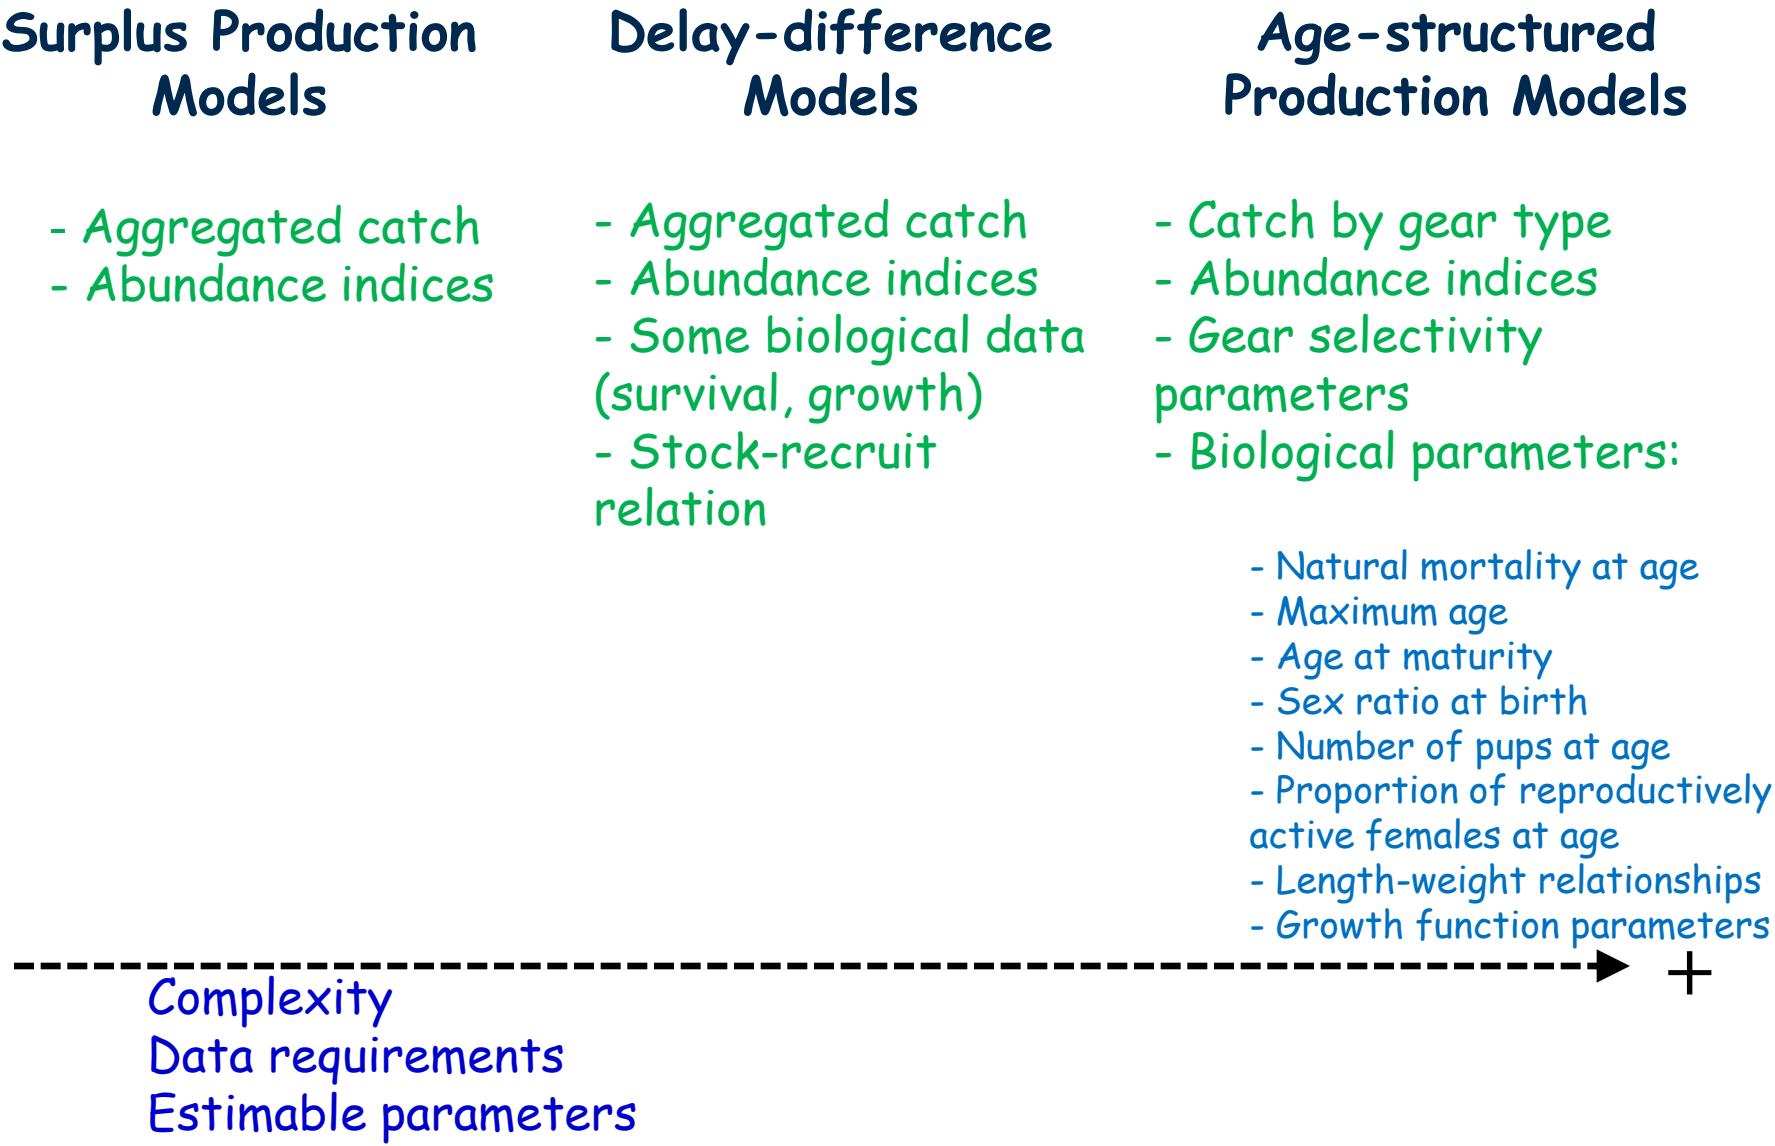 Surplus Production
Models
- Aggregated catch
- Abundance indices
Delay-difference
Models
- Aggregated catch
- Abundance indices
- Some biological data
(survival, growth)
- Stock-recruit
relation
Age-structured
Production Models
- Catch by gear type
- Abundance indices
- Gear selectivity
parameters
- Biological parameters:
- Natural mortality at age
- Maximum age
- Age at maturity
- Sex ratio at birth
- Number of pups at age
- Proportion of reproductively
active females at age
- Length-weight relationships
- Growth function parameters
+
Complexity
Data requirements
Estimable parameters